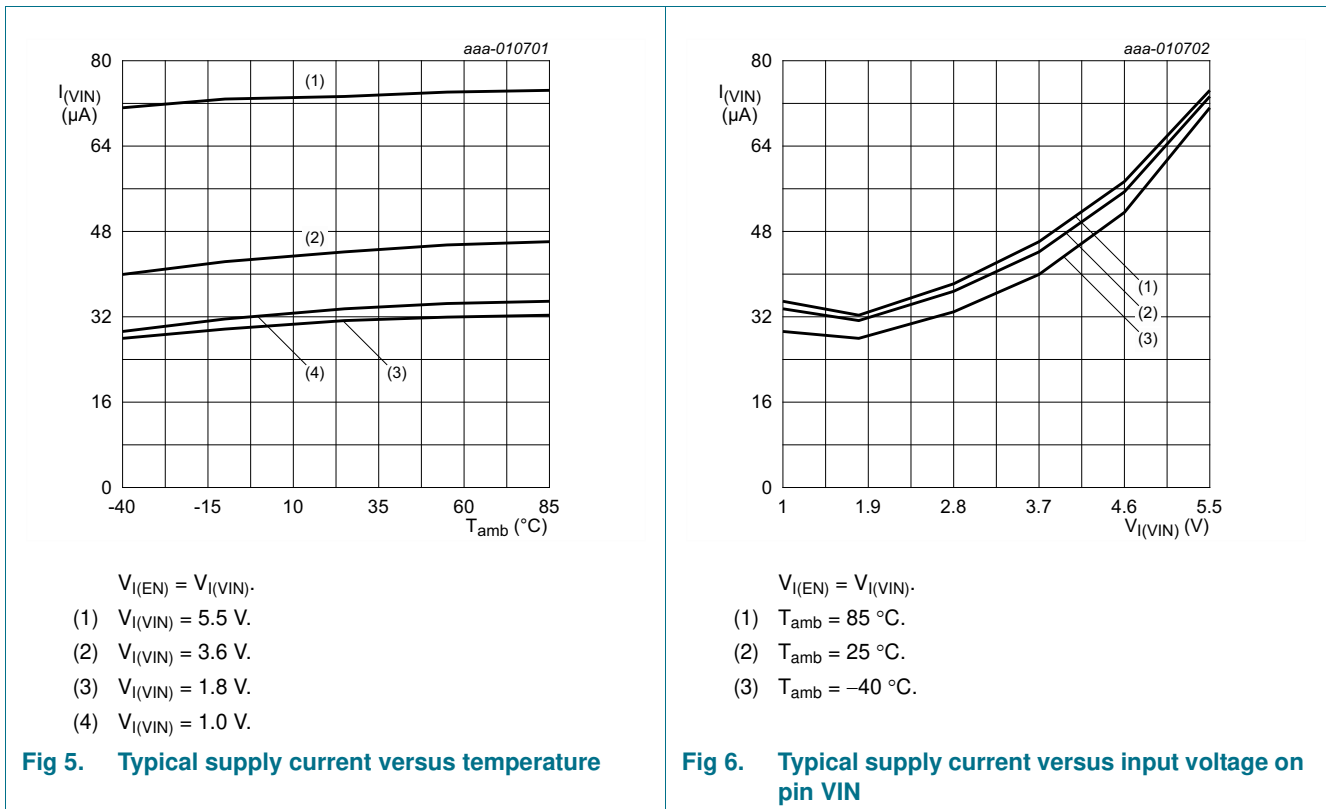 aaa-010701
80
I(VIN)
(μA)
64
48
32
16
0
(1)
(2)
(4)
(3)
-40 -15 10 35 60 85
Tamb (°C)
VI(EN) = VI(VIN).
(1) VI(VIN) = 5.5 V.
(2) VI(VIN) = 3.6 V.
(3) VI(VIN) = 1.8 V.
(4) VI(VIN) = 1.0 V.
Fig 5. Typical supply current versus temperature
aaa-010702
80
I(VIN)
(μA)
64
48
32
16
0
(1)
(2)
(3)
1 1.9 2.8 3.7 4.6 5.5
VI(VIN) (V)
VI(EN) = VI(VIN).
(1) Tamb = 85 °C.
(2) Tamb = 25 °C.
(3) Tamb = −40 °C.
Fig 6. Typical supply current versus input voltage on
pin VIN